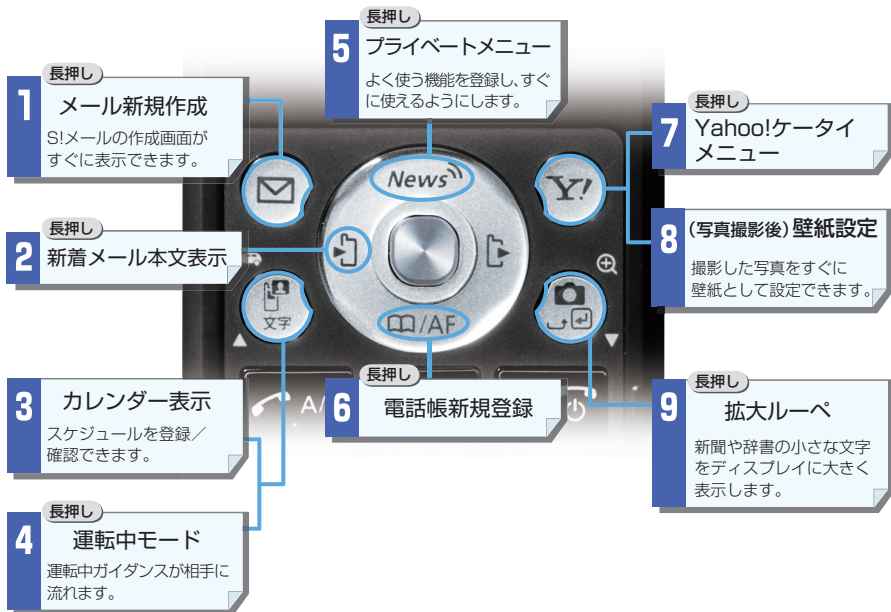 1
長押し
メール新規作成
S!メールの作成画面が
すぐに表示できます。
2
長押し
新着メール本文表示
3
カレンダー表示
スケジュールを登録／
確認できます。
4
長押し
運転中モード
運転中ガイダンスが相手に
流れます。
5
長押し
プライベートメニュー
よく使う機能を登録し、すぐ
に使えるようにします。
6
長押し
電話帳新規登録
7
長押し
Yahoo!ケータイ
メニュー
8
(写真撮影後)壁紙設定
撮影した写真をすぐに
壁紙として設定できます。
9
長押し
拡大ルーペ
新聞や辞書の小さな文字
をディスプレイに大きく
表示します。
News
Y!
文字
/AF
A/